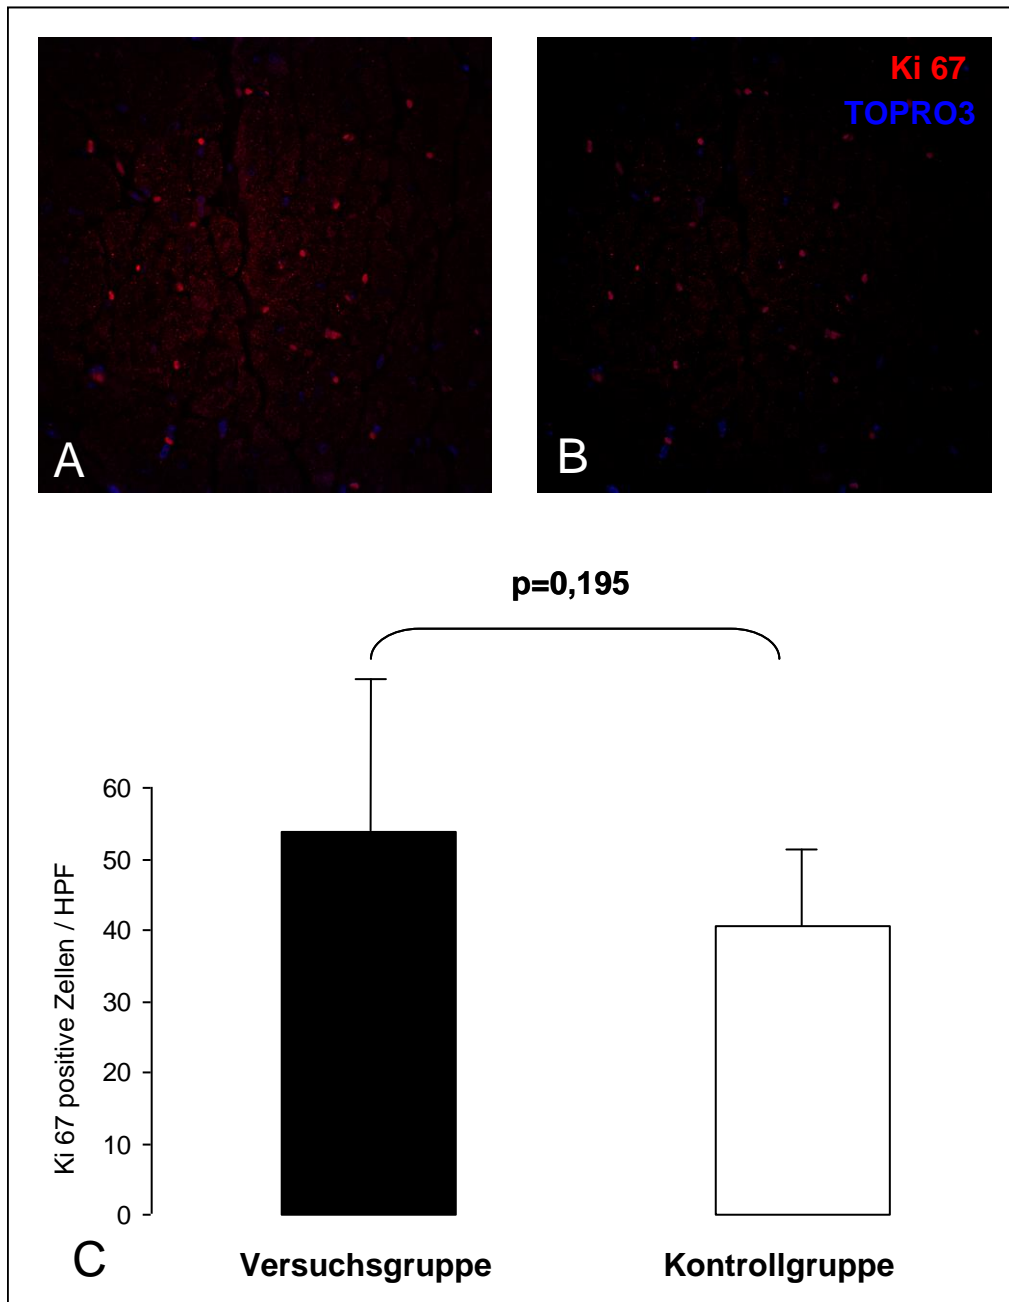 Ki 67
TOPRO3
A
B
p=0,195
60
50
40
30
20
10
0
Ki 67 positive Zellen / HPF
C
Versuchsgruppe
Kontrollgruppe